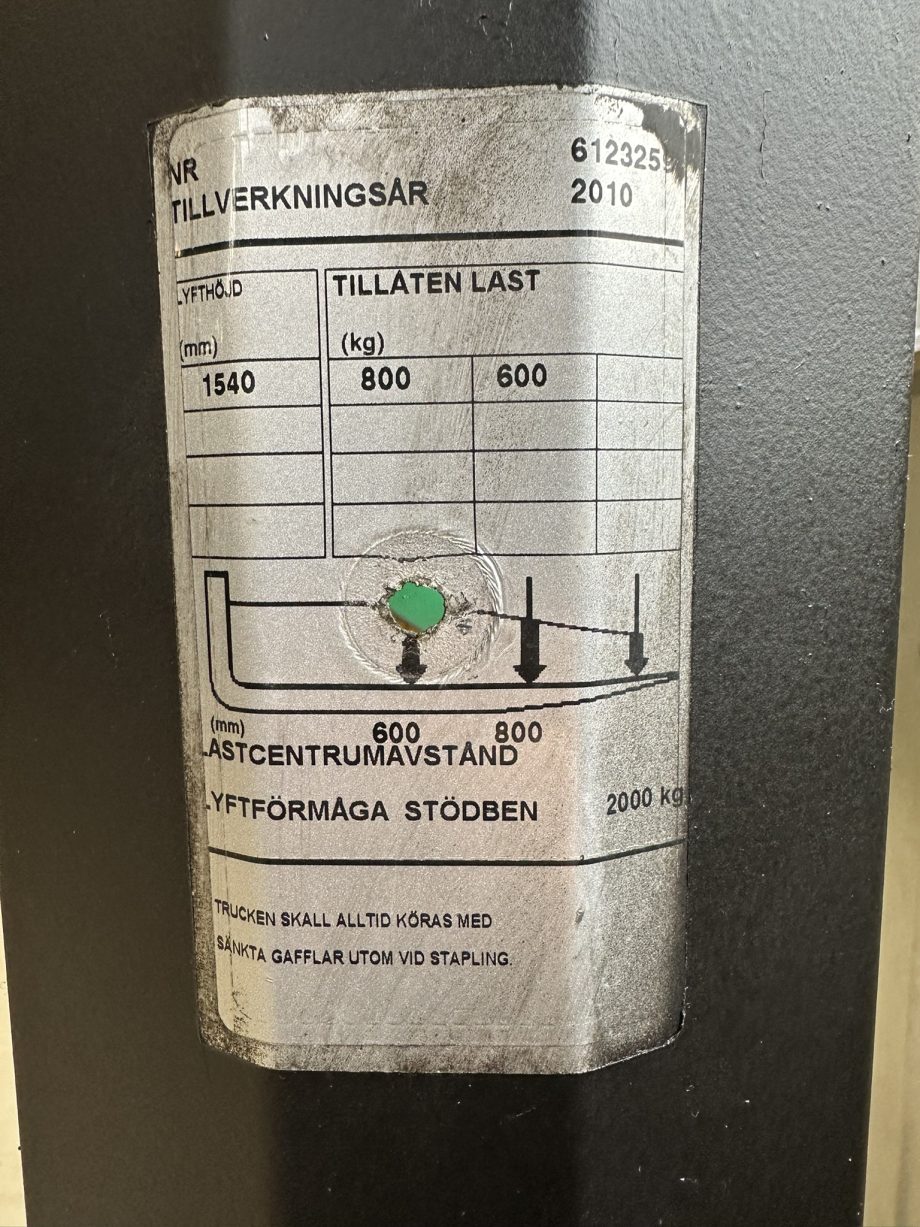 NR 612325
TILLVERKNINGSÅR 2010
LYFTHÖJD TILLÅTEN LAST
(mm) (kg)
1540 800 600
(mm) 600 800
LASTCENTRUMAVSTÅND
LYFTFÖRMÅGA STÖDBEN 2000 kg
TRUCKEN SKALL ALLTID KÖRAS MED
SÄNKTA GAFFLAR UTOM VID STAPLING.